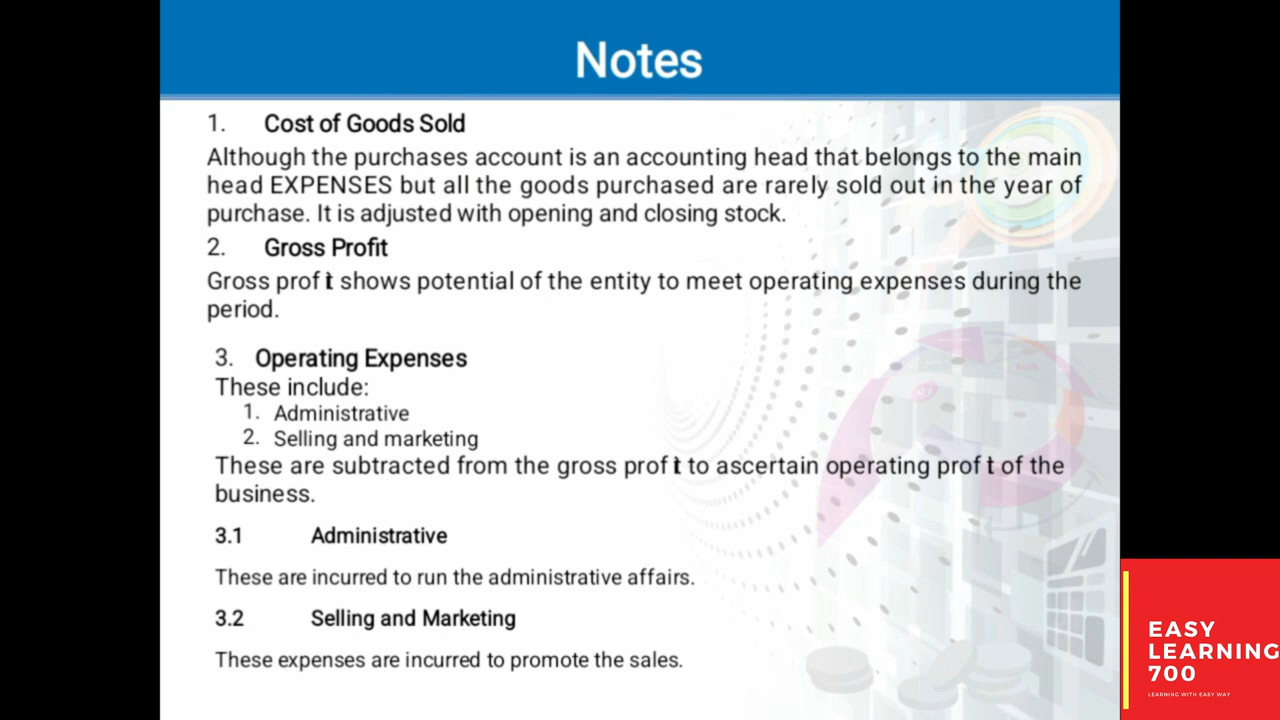 Notes
1. Cost of Goods Sold
Although the purchases account is an accounting head that belongs to the main
head EXPENSES but all the goods purchased are rarely sold out in the year of
purchase. It is adjusted with opening and closing stock.
2. Gross Profit
Gross prof t shows potential of the entity to meet operating expenses during the
period.
3. Operating Expenses
These include:
1. Administrative
2. Selling and marketing
These are subtracted from the gross prof t to ascertain operating prof t of the
business.
3.1 Administrative
These are incurred to run the administrative affairs.
3.2 Selling and Marketing
These expenses are incurred to promote the sales.
EASY
LEARNING
700
LEARNING WITH EASY WAY